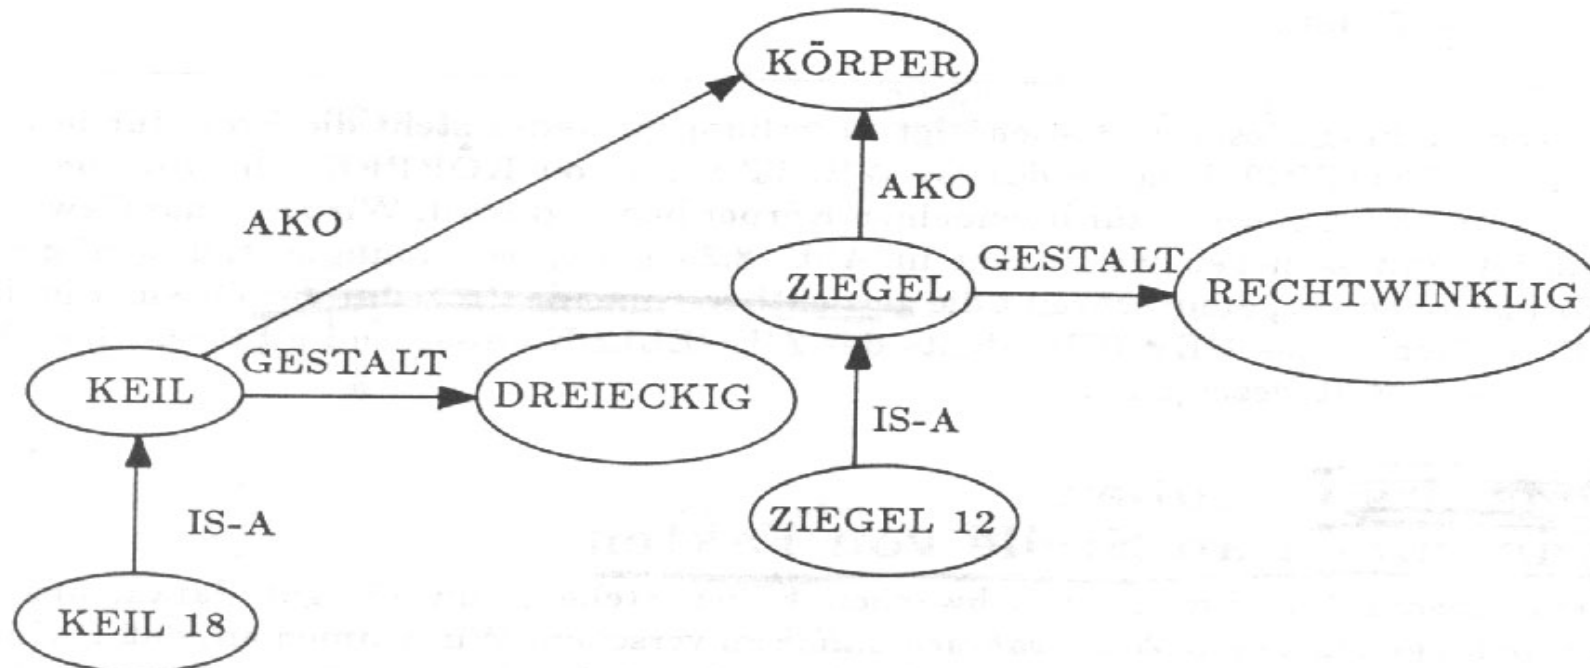 KÖRPER
AKO
AKO
ZIEGEL
GESTALT
RECHTWINKLIG
GESTALT
KEIL
DREIECKIG
IS-A
ZIEGEL 12
IS-A
KEIL 18